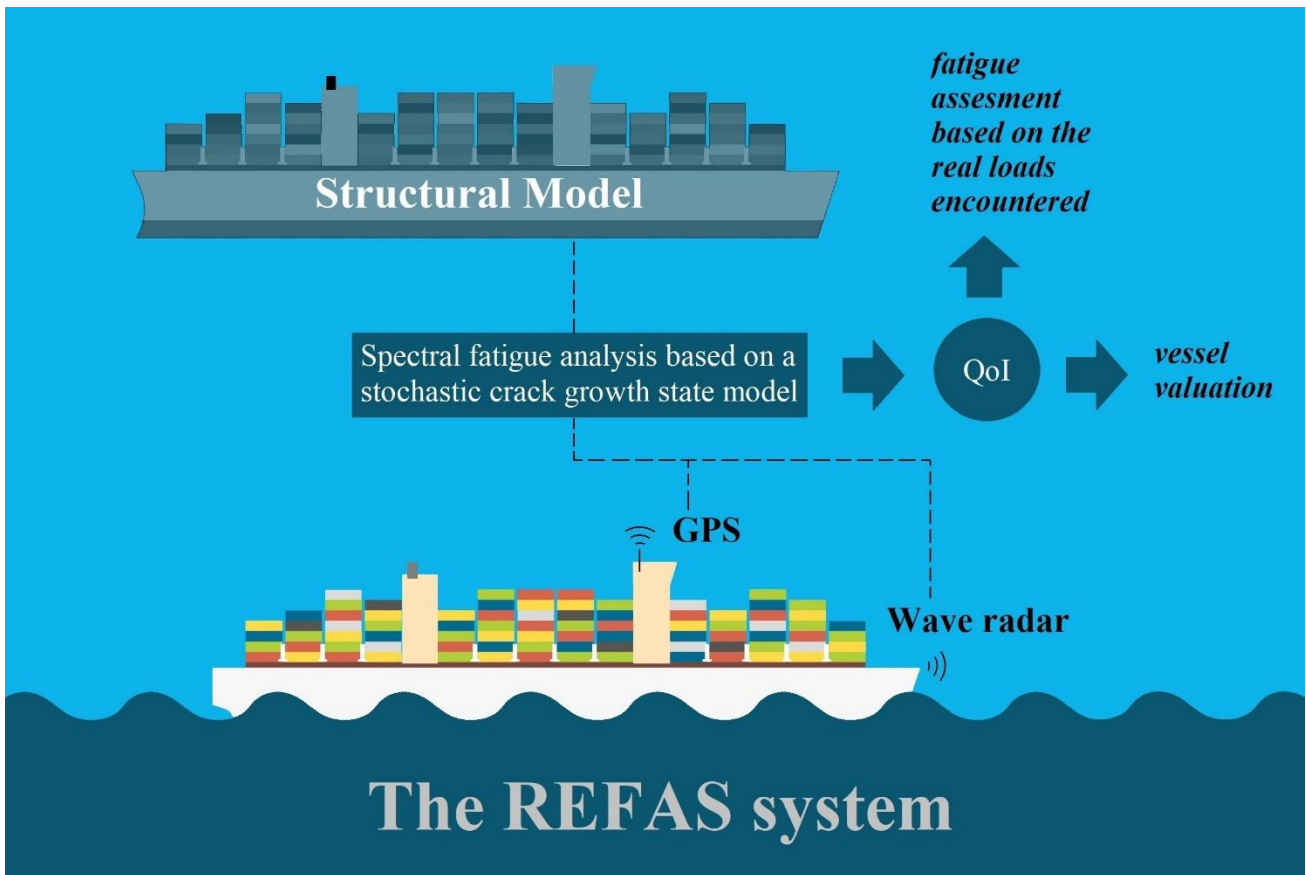 fatigue
assesment
based on the
real loads
encountered
Structural Model
Spectral fatigue analysis based on a
stochastic crack growth state model
QoI
vessel
valuation
GPS
Wave radar
The REFAS system